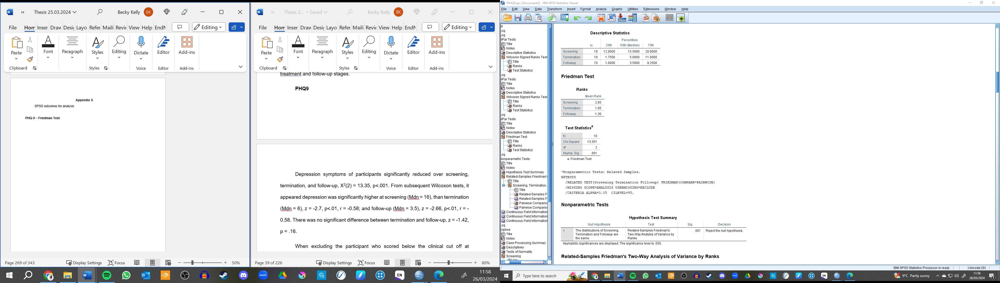 Thesis 25.03.2024
Becky Kelly BK
File Hon Inser Draw Desig Layo Refer Maili Revie View Help EndN
Editing
Paste Font Paragraph Styles Editing Dictate Editor Add-ins
Clipboard Styles Voice Editor Add-ins
Appendix S
SPSS outcomes for analysis.
PHQ-9 – Friedman Test
Page 269 of 343 Display Settings Focus 50%
Thesis 2... • Saved
Becky Kelly BK
File Hon Inser Draw Desig Layo Refer Maili Revie View Help EndN
Editing
Paste Font Paragraph Styles Editing Dictate Editor Add-ins
Clipboard Styles Voice Editor Add-ins
treatment and follow-up stages.
PHQ9
Depression symptoms of participants significantly reduced over screening,
termination, and follow-up, X²(2) = 13.35, p<.001. From subsequent Wilcoxon tests, it
appeared depression was significantly higher at screening (Mdn = 16), than termination
(Mdn = 6), z = -2.7, p<.01, r = -0.58; and follow-up (Mdn = 3.5), z = -2.66, p<.01, r = -
0.58. There was no significant difference between termination and follow-up, z = -1.42,
p = .16.
When excluding the participant who scored below the clinical cut off at
Page 39 of 226 Display Settings Focus 80%
11:58
26/03/2024
*PHQ9.spv [Document2] - IBM SPSS Statistics Viewer
File Edit View Data Transform Insert Format Analyze Graphs Utilities Extensions Window Help
ut
Log
Log
NPar Tests
Title
Notes
Descriptive Statistics
Wilcoxon Signed Ranks Test
Title
Ranks
Test Statistics
Log
NPar Tests
Title
Notes
Descriptive Statistics
Wilcoxon Signed Ranks Test
Title
Ranks
Test Statistics
Log
NPar Tests
Title
Notes
Descriptive Statistics
Friedman Test
Title
Ranks
Test Statistics
Log
Nonparametric Tests
Title
Notes
Hypothesis Test Summary
Related-Samples Friedman's
Title
Screening, Termination,
Title
Related-Samples F
Related-Samples F
Pairwise Comparis
Pairwise Comparis
Continuous Field Information
Continuous Field Information
Continuous Field Information
Log
Explore
Title
Notes
Case Processing Summary
Descriptives
Tests of Normality
Screening
Descriptive Statistics
Percentiles
N 25th 50th (Median) 75th
Screening 10 12.0000 15.5000 20.0000
Termination 10 1.7500 5.0000 11.0000
Followup 10 1.0000 3.5000 9.2500
Friedman Test
Ranks
Mean Rank
Screening 2.85
Termination 1.85
Followup 1.30
Test Statisticsa
N 10
Chi-Square 13.351
df 2
Asymp. Sig. .001
a. Friedman Test
*Nonparametric Tests: Related Samples.
NPTESTS
/RELATED TEST(Screening Termination Followup) FRIEDMAN(COMPARE=PAIRWISE)
/MISSING SCOPE=ANALYSIS USERMISSING=EXCLUDE
/CRITERIA ALPHA=0.05 CILEVEL=95.
Nonparametric Tests
Hypothesis Test Summary
Null Hypothesis Test Sig. Decision
1 The distributions of Screening, Related-Samples Friedman's .001 Reject the null hypothesis.
Termination and Followup are Two-Way Analysis of Variance by
the same. Ranks
Asymptotic significances are displayed. The significance level is .050.
Related-Samples Friedman's Two-Way Analysis of Variance by Ranks
IBM SPSS Statistics Processor is ready Unicode:ON
Type here to search
9°C Partly sunny
11:58
26/03/2024